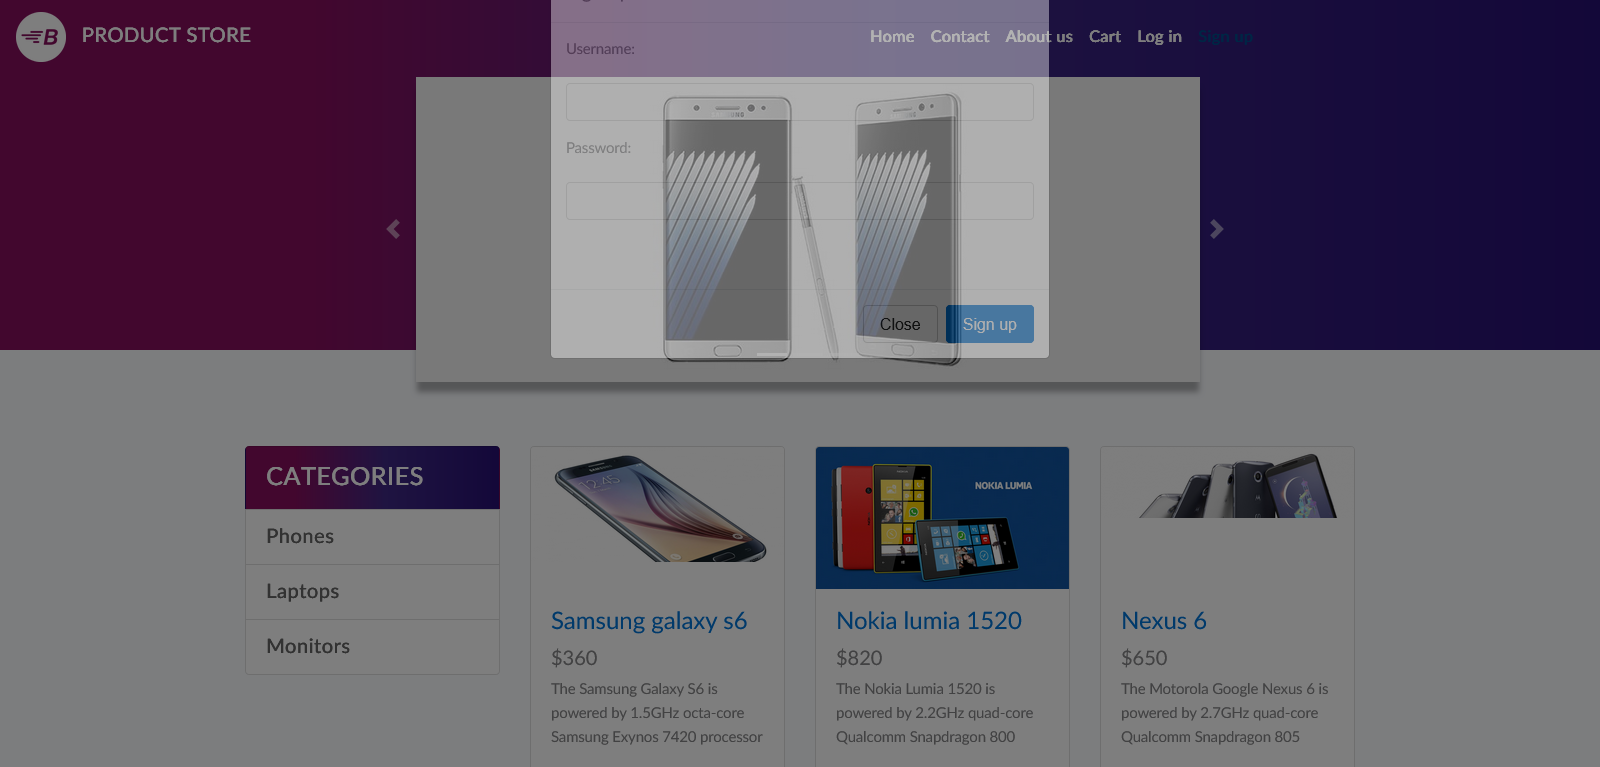 PRODUCT STORE
Home Contact About us Cart Log in Sign up
Username:
Password:
Close Sign up
SAMSUNG
SAMSUNG
CATEGORIES
Phones
Laptops
Monitors
12:45
Samsung galaxy s6
$360
The Samsung Galaxy S6 is
powered by 1.5GHz octa-core
Samsung Exynos 7420 processor
NOKIA LUMIA
Nokia lumia 1520
$820
The Nokia Lumia 1520 is
powered by 2.2GHz quad-core
Qualcomm Snapdragon 800
Nexus 6
$650
The Motorola Google Nexus 6 is
powered by 2.7GHz quad-core
Qualcomm Snapdragon 805